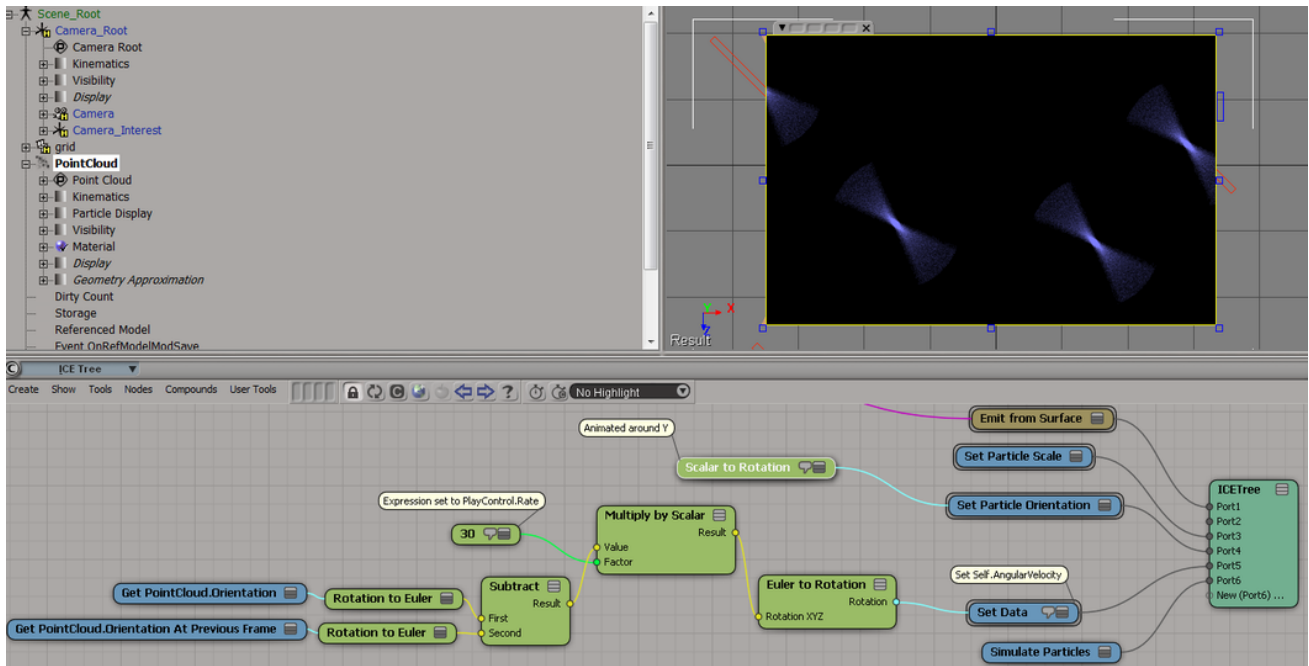 Scene_Root
Camera_Root
Camera Root
Kinematics
Visibility
Display
Camera
Camera_Interest
grid
PointCloud
Point Cloud
Kinematics
Particle Display
Visibility
Material
Display
Geometry Approximation
Dirty Count
Storage
Referenced Model
Event OnRefModelModSave
Y
X
Z
Result
C
ICE Tree
Create Show Tools Nodes Compounds User Tools
C
?
No Highlight
Animated around Y
Scalar to Rotation
Expression set to PlayControl.Rate
30
Multiply by Scalar
Result
Value
Factor
Get PointCloud.Orientation
Rotation to Euler
Get PointCloud.Orientation At Previous Frame
Rotation to Euler
Subtract
Result
First
Second
Euler to Rotation
Rotation
Rotation XYZ
Emit from Surface
Set Particle Scale
Set Particle Orientation
Set Self.AngularVelocity
Set Data
Simulate Particles
ICETree
Port1
Port2
Port3
Port4
Port5
Port6
New (Port6) ...